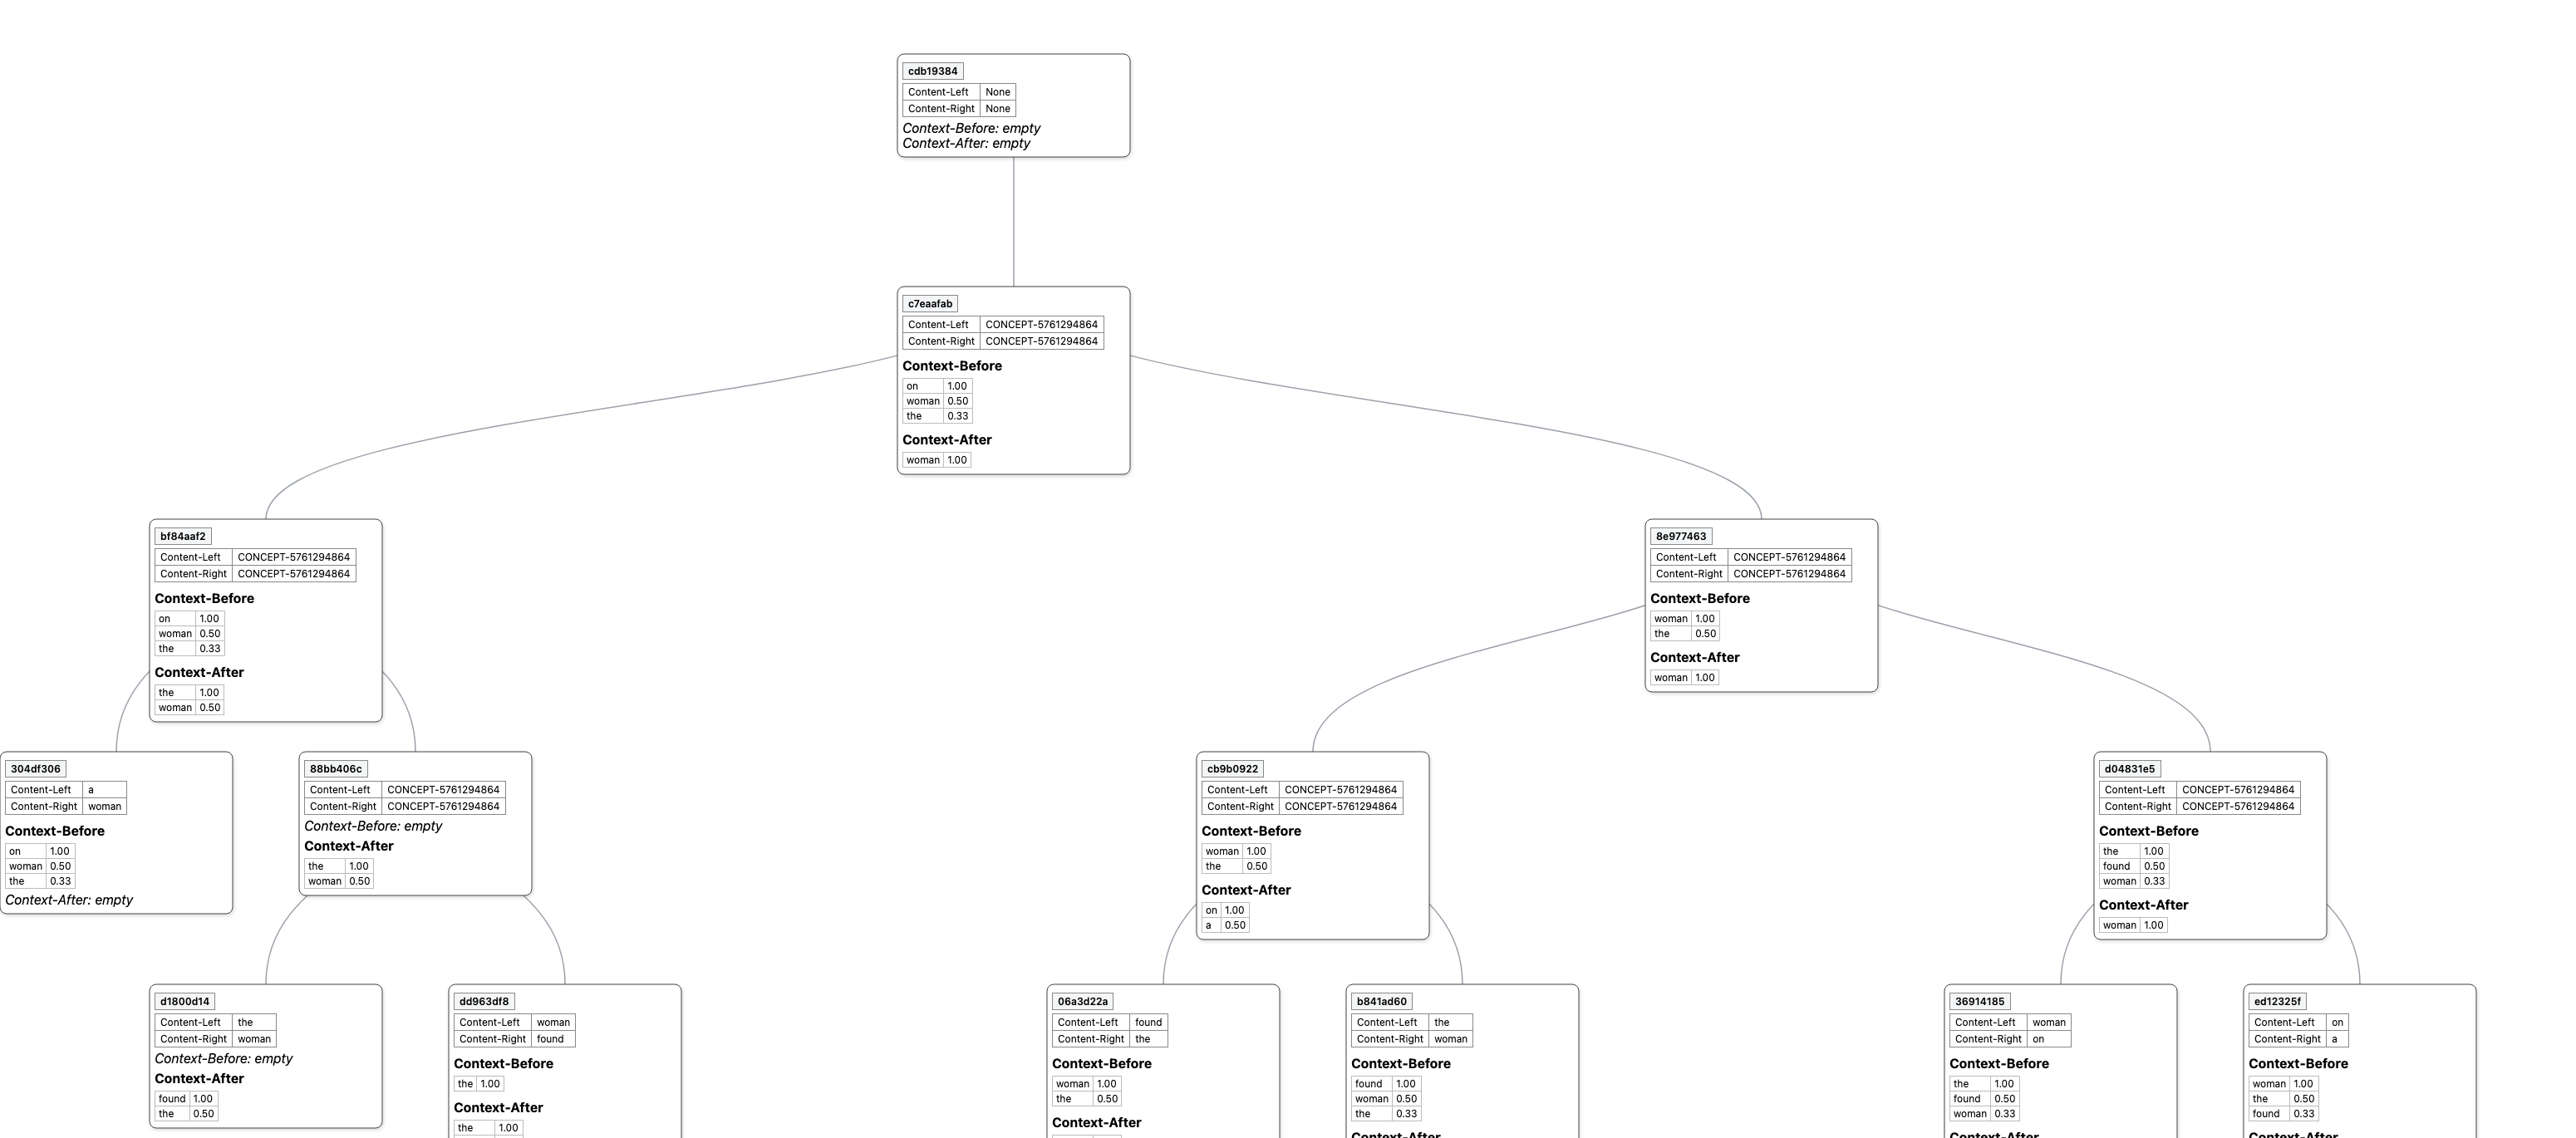 cdb19384
Content-Left None
Content-Right None
Context-Before: empty
Context-After: empty
c7eaafab
Content-Left CONCEPT-5761294864
Content-Right CONCEPT-5761294864
Context-Before
on 1.00
woman 0.50
the 0.33
Context-After
woman 1.00
bf84aaf2
Content-Left CONCEPT-5761294864
Content-Right CONCEPT-5761294864
Context-Before
on 1.00
woman 0.50
the 0.33
Context-After
the 1.00
woman 0.50
8e977463
Content-Left CONCEPT-5761294864
Content-Right CONCEPT-5761294864
Context-Before
woman 1.00
the 0.50
Context-After
woman 1.00
304df306
Content-Left a
Content-Right woman
Context-Before
on 1.00
woman 0.50
the 0.33
Context-After: empty
88bb406c
Content-Left CONCEPT-5761294864
Content-Right CONCEPT-5761294864
Context-Before: empty
Context-After
the 1.00
woman 0.50
cb9b0922
Content-Left CONCEPT-5761294864
Content-Right CONCEPT-5761294864
Context-Before
woman 1.00
the 0.50
Context-After
on 1.00
a 0.50
d04831e5
Content-Left CONCEPT-5761294864
Content-Right CONCEPT-5761294864
Context-Before
the 1.00
found 0.50
woman 0.33
Context-After
woman 1.00
d1800d14
Content-Left the
Content-Right woman
Context-Before: empty
Context-After
found 1.00
the 0.50
dd963df8
Content-Left woman
Content-Right found
Context-Before
the 1.00
Context-After
the 1.00
06a3d22a
Content-Left found
Content-Right the
Context-Before
woman 1.00
the 0.50
Context-After
b841ad60
Content-Left the
Content-Right woman
Context-Before
found 1.00
woman 0.50
the 0.33
Context-After
36914185
Content-Left woman
Content-Right on
Context-Before
the 1.00
found 0.50
woman 0.33
Context-After
ed12325f
Content-Left on
Content-Right a
Context-Before
woman 1.00
the 0.50
found 0.33
Context-After